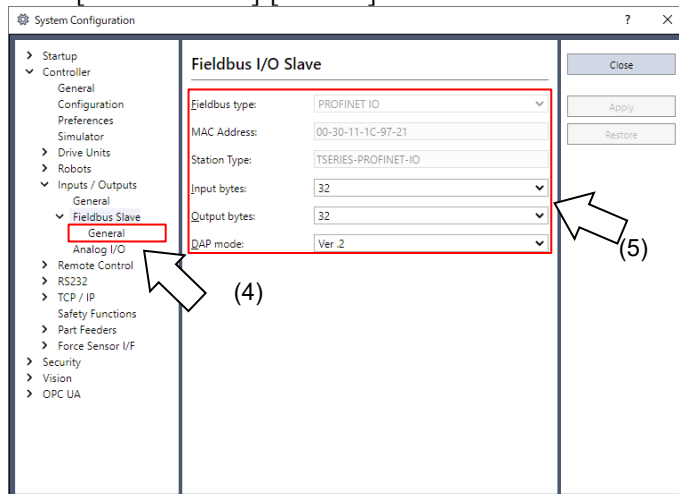 System Configuration
? ×
Startup
Controller
General
Configuration
Preferences
Simulator
Drive Units
Robots
Inputs / Outputs
General
Fieldbus Slave
General
Analog I/O
Remote Control
RS232
TCP / IP
Safety Functions
Part Feeders
Force Sensor I/F
Security
Vision
OPC UA
(4)
Fieldbus I/O Slave
Fieldbus type: PROFINET IO
MAC Address: 00-30-11-1C-97-21
Station Type: TSERIES-PROFINET-IO
Input bytes: 32
Output bytes: 32
DAP mode: Ver .2
(5)
Close
Apply
Restore